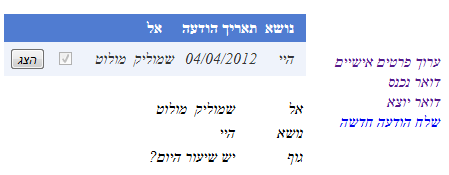 נושא תאריך הודעה אל
היי 04/04/2012 שמוליק מולוט הצג
אל שמוליק מולוט
נושא היי
גוף יש שיעור היום?
ערוך פרטים אישיים
דואר נכנס
דואר יוצא
שלח הודעה חדשה